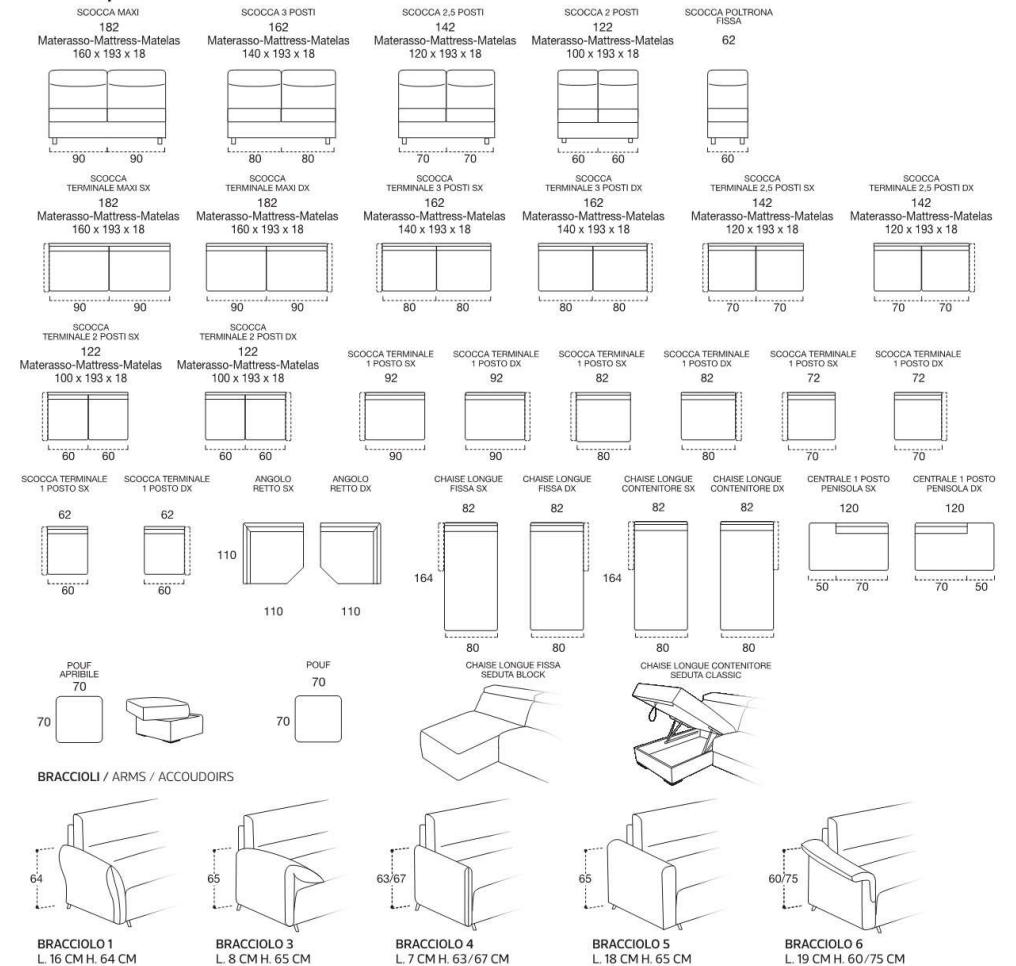 SCOCCA MAXI
182
Materasso-Mattress-Matelas
160 x 193 x 18
90 90
SCOCCA 3 POSTI
162
Materasso-Mattress-Matelas
140 x 193 x 18
80 80
SCOCCA 2,5 POSTI
142
Materasso-Mattress-Matelas
120 x 193 x 18
70 70
SCOCCA 2 POSTI
122
Materasso-Mattress-Matelas
100 x 193 x 18
60 60
SCOCCA POLTRONA
FISSA
62
60
SCOCCA
TERMINALE MAXI SX
182
Materasso-Mattress-Matelas
160 x 193 x 18
90 90
SCOCCA
TERMINALE MAXI DX
182
Materasso-Mattress-Matelas
160 x 193 x 18
90 90
SCOCCA
TERMINALE 3 POSTI SX
162
Materasso-Mattress-Matelas
140 x 193 x 18
80 80
SCOCCA
TERMINALE 3 POSTI DX
162
Materasso-Mattress-Matelas
140 x 193 x 18
80 80
SCOCCA
TERMINALE 2,5 POSTI SX
142
Materasso-Mattress-Matelas
120 x 193 x 18
70 70
SCOCCA
TERMINALE 2,5 POSTI DX
142
Materasso-Mattress-Matelas
120 x 193 x 18
70 70
SCOCCA
TERMINALE 2 POSTI SX
122
Materasso-Mattress-Matelas
100 x 193 x 18
60 60
SCOCCA
TERMINALE 2 POSTI DX
122
Materasso-Mattress-Matelas
100 x 193 x 18
60 60
SCOCCA TERMINALE
1 POSTO SX
92
90
SCOCCA TERMINALE
1 POSTO DX
92
90
SCOCCA TERMINALE
1 POSTO SX
82
80
SCOCCA TERMINALE
1 POSTO DX
82
80
SCOCCA TERMINALE
1 POSTO SX
72
70
SCOCCA TERMINALE
1 POSTO DX
72
70
SCOCCA TERMINALE
1 POSTO SX
62
60
SCOCCA TERMINALE
1 POSTO DX
62
60
ANGOLO
RETTO SX
110
110
ANGOLO
RETTO DX
110
CHAISE LONGUE
FISSA SX
82
164
80
CHAISE LONGUE
FISSA DX
82
80
CHAISE LONGUE
CONTENITORE SX
82
164
80
CHAISE LONGUE
CONTENITORE DX
82
80
CENTRALE 1 POSTO
PENISOLA SX
120
50 70
CENTRALE 1 POSTO
PENISOLA DX
120
70 50
POUF
APRIBILE
70
70
POUF
70
70
CHAISE LONGUE FISSA
SEDUTA BLOCK
CHAISE LONGUE CONTENITORE
SEDUTA CLASSIC
BRACCIOLI / ARMS / ACCOUDOIRS
64
BRACCIOLO 1
L. 16 CM H. 64 CM
65
BRACCIOLO 3
L. 8 CM H. 65 CM
63/67
BRACCIOLO 4
L. 7 CM H. 63/67 CM
65
BRACCIOLO 5
L. 18 CM H. 65 CM
60/75
BRACCIOLO 6
L. 19 CM H. 60/75 CM